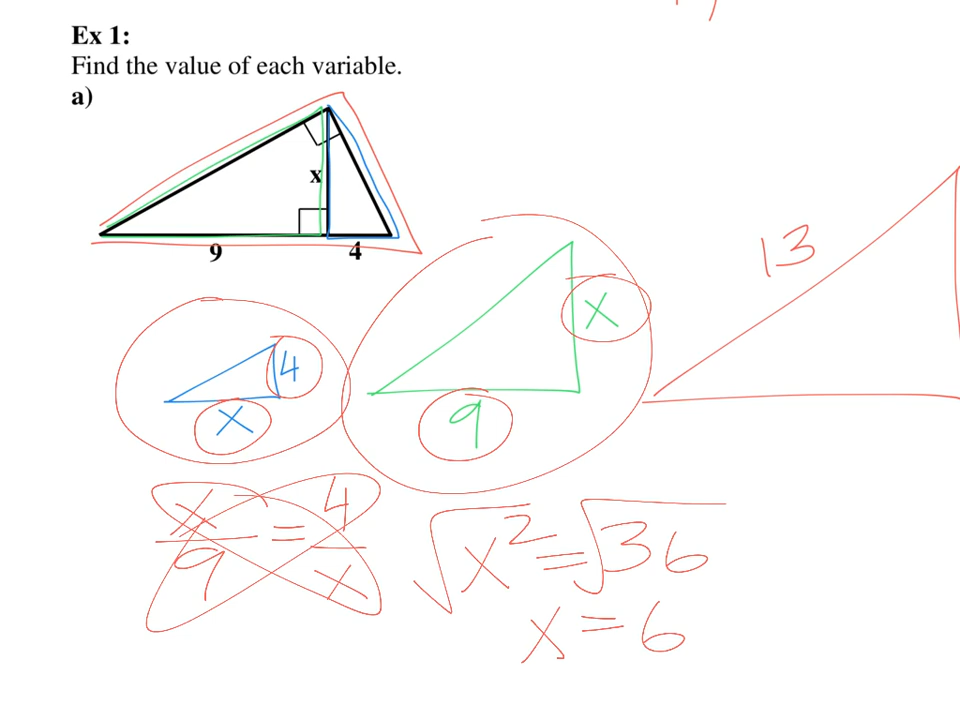 Ex 1:
Find the value of each variable.
a)
x
9 4
13
4 x
x 9
x/9 = 4/x
√x² = √36
x = 6